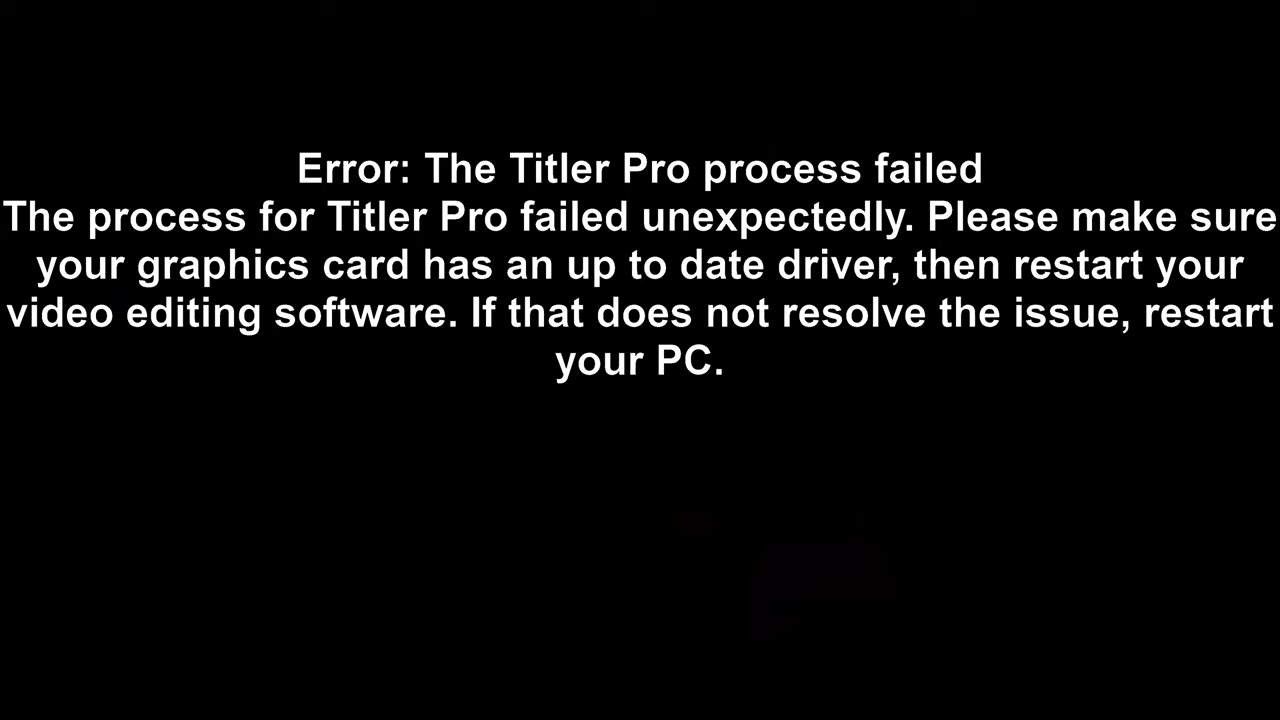 Error: The Titler Pro process failed
The process for Titler Pro failed unexpectedly. Please make sure
your graphics card has an up to date driver, then restart your
video editing software. If that does not resolve the issue, restart
your PC.